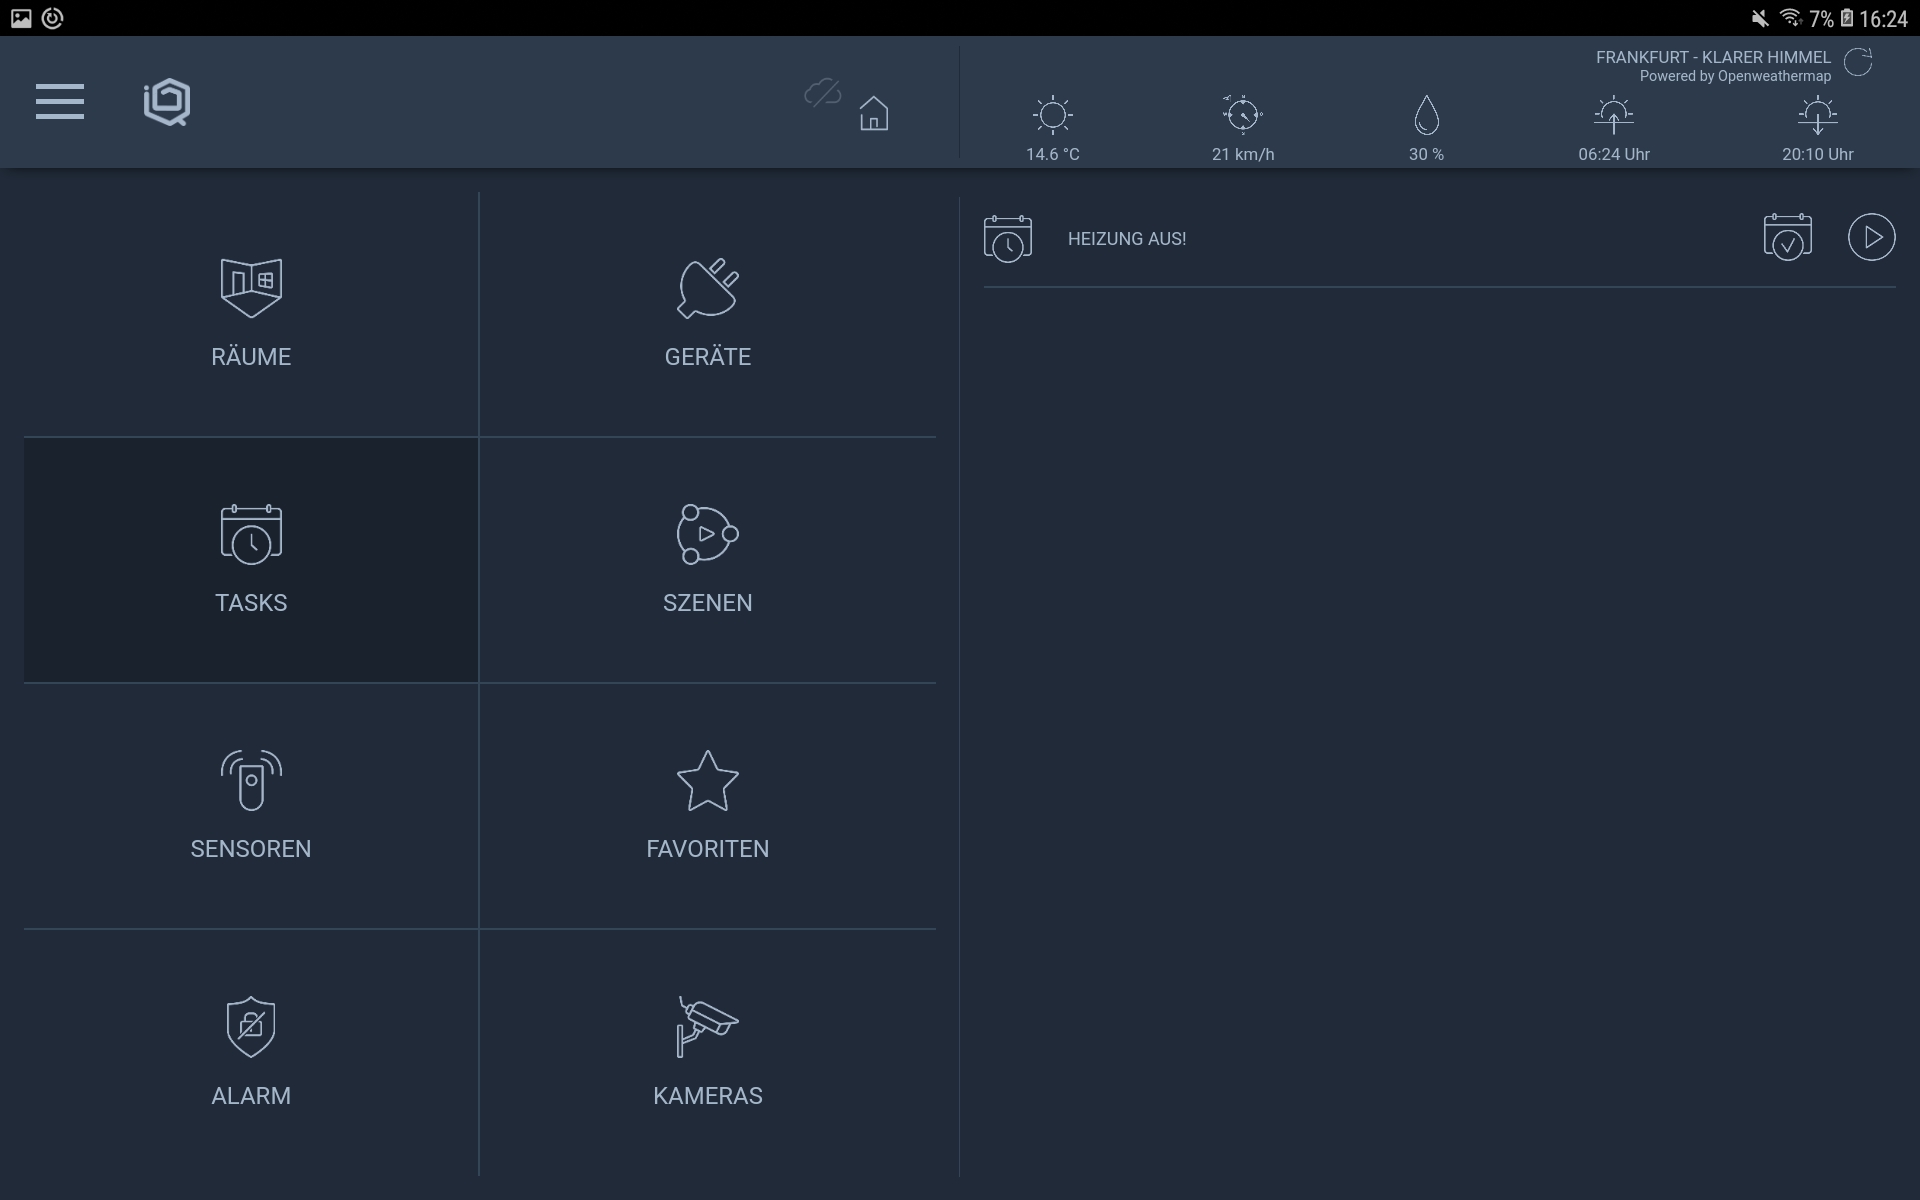 7% 16:24
FRANKFURT - KLARER HIMMEL
Powered by Openweathermap
14.6 °C 21 km/h 30 % 06:24 Uhr 20:10 Uhr
HEIZUNG AUS!
RÄUME GERÄTE
TASKS SZENEN
SENSOREN FAVORITEN
ALARM KAMERAS